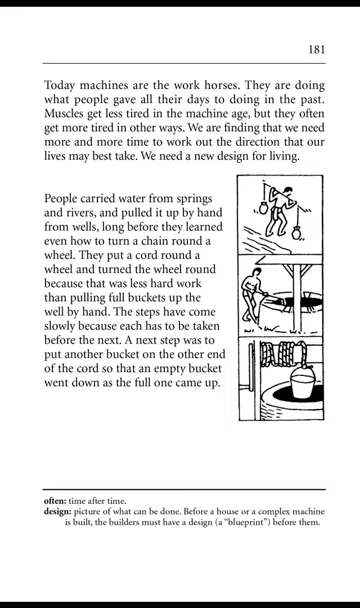 181
Today machines are the work horses. They are doing
what people gave all their days to doing in the past.
Muscles get less tired in the machine age, but they often
get more tired in other ways. We are finding that we need
more and more time to work out the direction that our
lives may best take. We need a new design for living.
People carried water from springs
and rivers, and pulled it up by hand
from wells, long before they learned
even how to turn a chain round a
wheel. They put a cord round a
wheel and turned the wheel round
because that was less hard work
than pulling full buckets up the
well by hand. The steps have come
slowly because each has to be taken
before the next. A next step was to
put another bucket on the other end
of the cord so that an empty bucket
went down as the full one came up.
often: time after time.
design: picture of what can be done. Before a house or a complex machine
is built, the builders must have a design (a “blueprint”) before them.